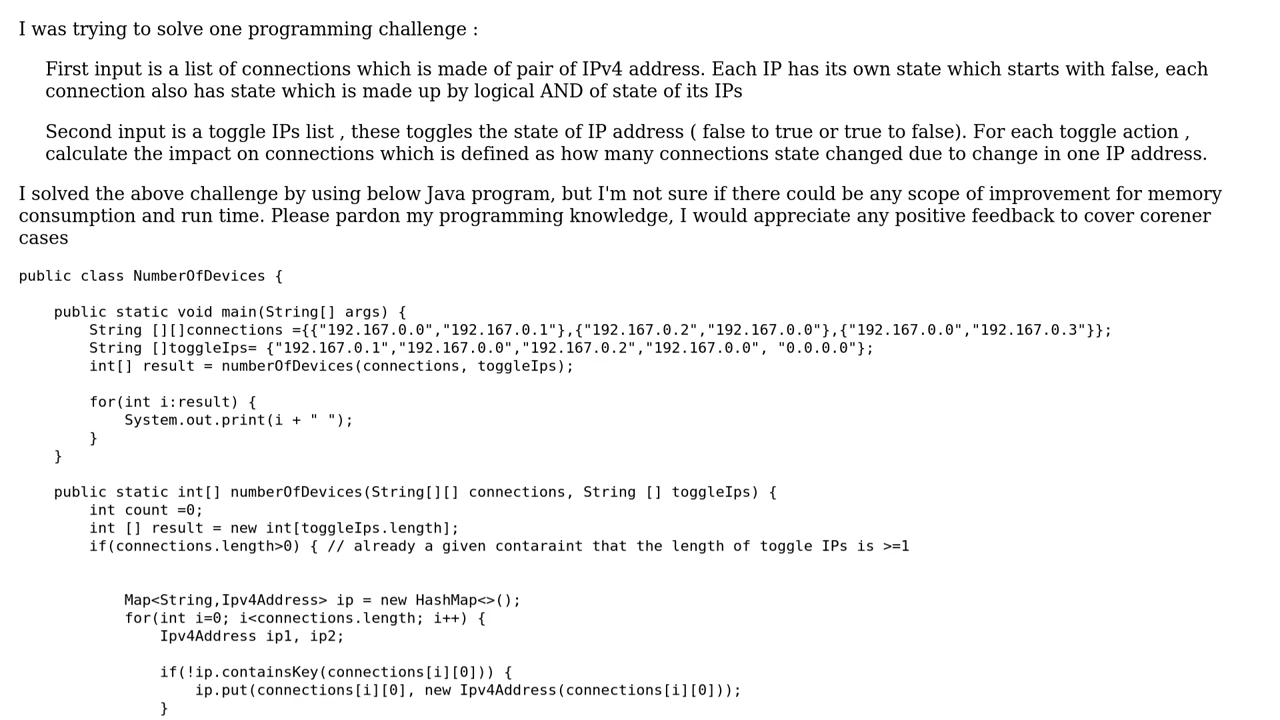 I was trying to solve one programming challenge :
First input is a list of connections which is made of pair of IPv4 address. Each IP has its own state which starts with false, each
connection also has state which is made up by logical AND of state of its IPs
Second input is a toggle IPs list , these toggles the state of IP address ( false to true or true to false). For each toggle action ,
calculate the impact on connections which is defined as how many connections state changed due to change in one IP address.
I solved the above challenge by using below Java program, but I'm not sure if there could be any scope of improvement for memory
consumption and run time. Please pardon my programming knowledge, I would appreciate any positive feedback to cover corener
cases
public class NumberOfDevices {
    public static void main(String[] args) {
        String [][]connections ={{"192.167.0.0","192.167.0.1"},{"192.167.0.2","192.167.0.0"},{"192.167.0.0","192.167.0.3"}};
        String []toggleIps= {"192.167.0.1","192.167.0.0","192.167.0.2","192.167.0.0", "0.0.0.0"};
        int[] result = numberOfDevices(connections, toggleIps);
        for(int i:result) {
            System.out.print(i + " ");
        }
    }
    public static int[] numberOfDevices(String[][] connections, String [] toggleIps) {
        int count =0;
        int [] result = new int[toggleIps.length];
        if(connections.length>0) { // already a given contaraint that the length of toggle IPs is >=1
            Map<String,Ipv4Address> ip = new HashMap<>();
            for(int i=0; i<connections.length; i++) {
                Ipv4Address ip1, ip2;
                if(!ip.containsKey(connections[i][0])) {
                    ip.put(connections[i][0], new Ipv4Address(connections[i][0]));
                }